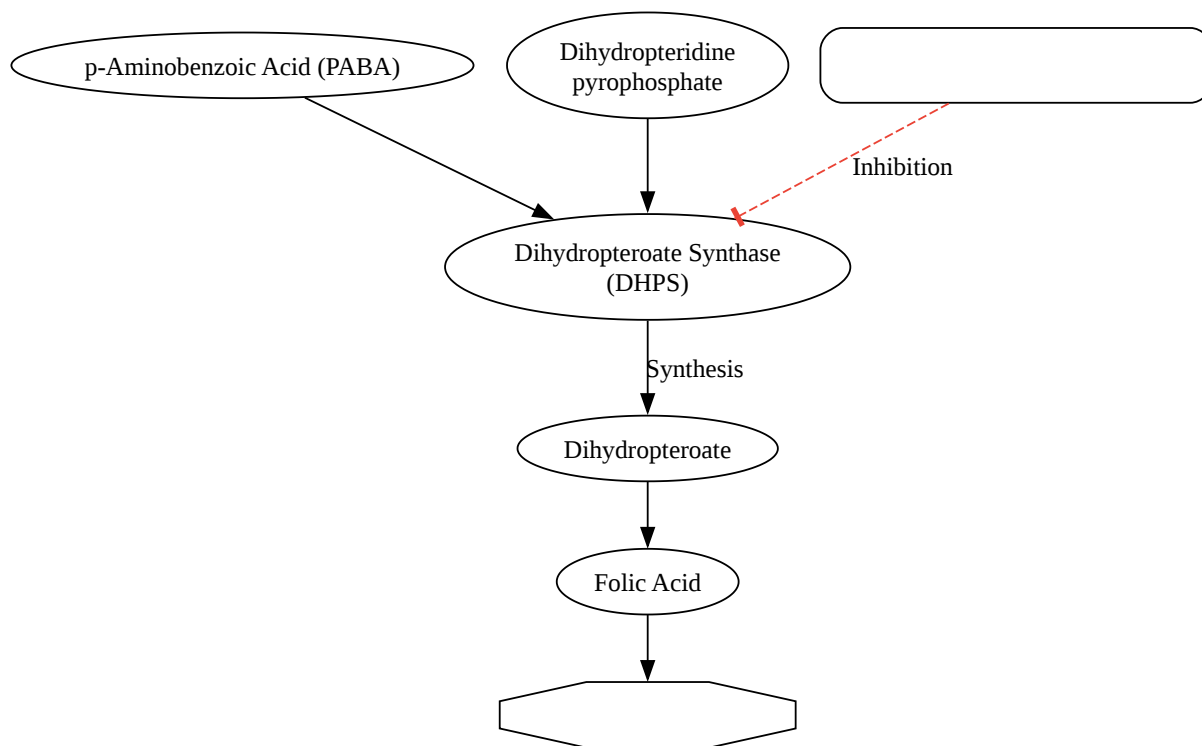 p-Aminobenzoic Acid (PABA)
Dihydropteridine
pyrophosphate
Inhibition
Dihydropteroate Synthase
(DHPS)
Synthesis
Dihydropteroate
Folic Acid